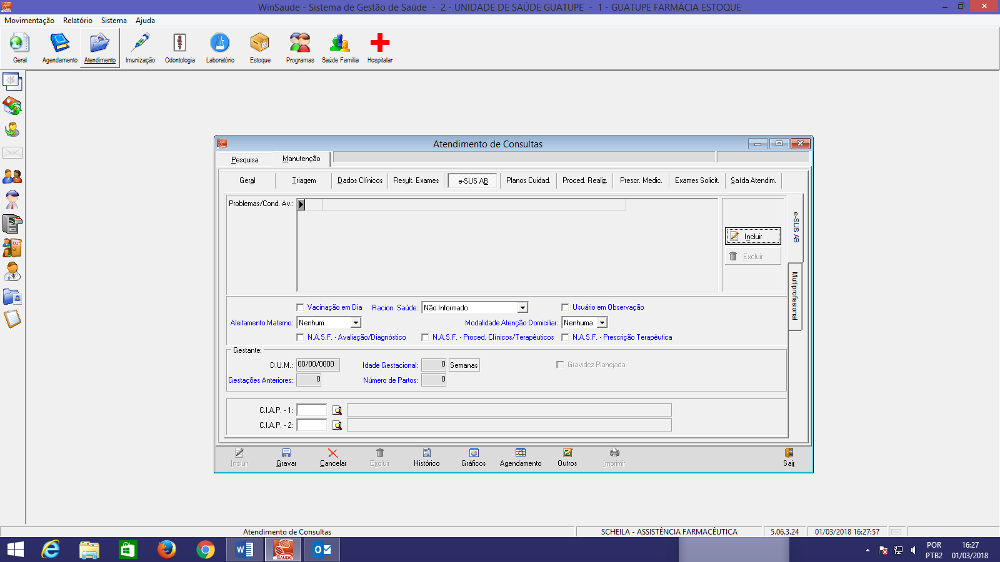 WinSaude - Sistema de Gestão de Saúde - 2 - UNIDADE DE SAÚDE GUATUPE - 1 - GUATUPE FARMÁCIA ESTOQUE
Movimentação Relatório Sistema Ajuda
Geral Agendamento Atendimento Imunização Odontologia Laboratório Estoque Programas Saúde Familia Hospitalar
Atendimento de Consultas
Pesquisa Manutenção
Geral Triagem Dados Clínicos Result. Exames e-SUS AB Planos Cuidad. Proced. Realiz. Prescr. Medic. Exames Solicit. Saída Atendim.
Problemas/Cond. Av.:
Incluir
Excluir
e-SUS AB
Multiprofissional
Vacinação em Dia Racion. Saúde: Não Informado Usuário em Observação
Aleitamento Materno: Nenhum Modalidade Atenção Domiciliar: Nenhuma
N.A.S.F. - Avaliação/Diagnóstico N.A.S.F. - Proced. Clínicos/Terapêuticos N.A.S.F. - Prescrição Terapêutica
Gestante:
D.U.M.: 00/00/0000 Idade Gestacional: 0 Semanas Gravidez Planejada
Gestações Anteriores: 0 Número de Partos: 0
C.I.A.P. - 1:
C.I.A.P. - 2:
Incluir Gravar Cancelar Excluir Histórico Gráficos Agendamento Outros Imprimir Sair
Atendimento de Consultas SCHEILA - ASSISTÊNCIA FARMACÊUTICA 5.06.3.24 01/03/2018 16:27:57
POR 16:27
PTB2 01/03/2018